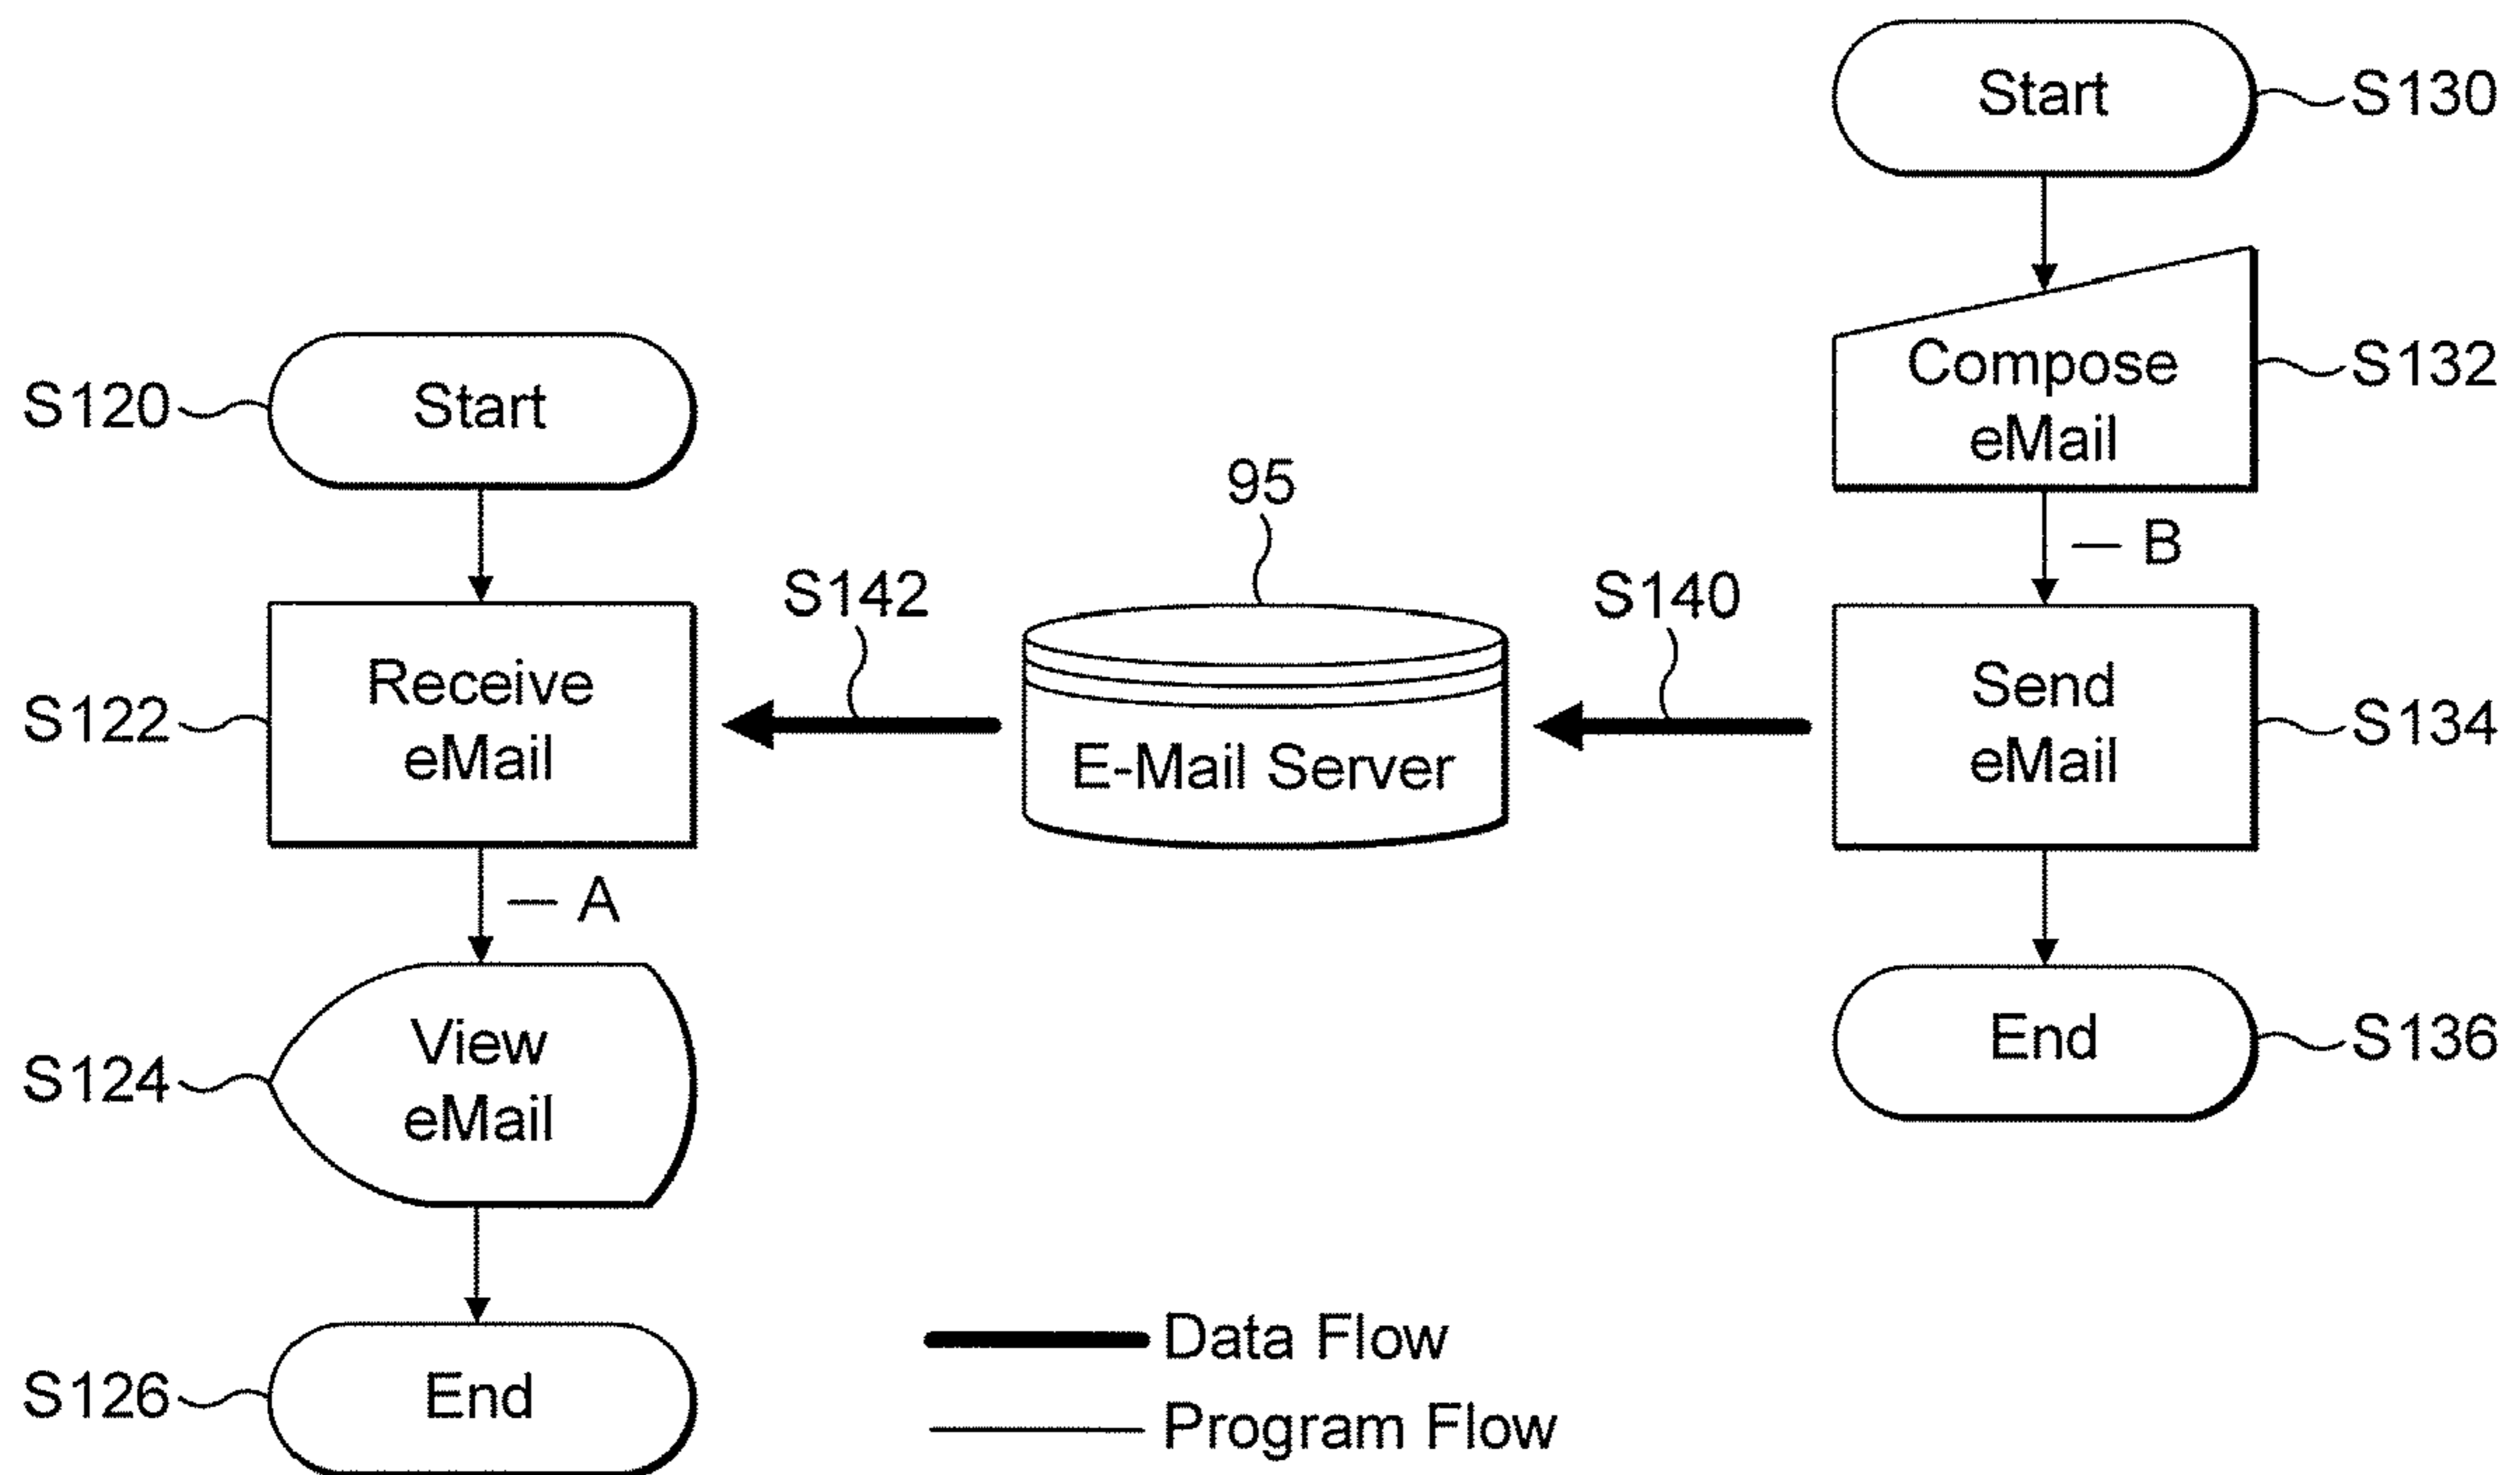 Start
S130
S120
Start
Compose
eMail
S132
95
B
S142
S140
S122
Receive
eMail
E-Mail Server
Send
eMail
S134
A
S124
View
eMail
End
S136
Data Flow
S126
End
Program Flow